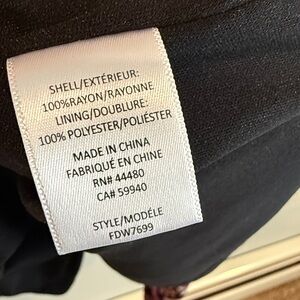 SHELL/EXTÉRIEUR:
100%RAYON/RAYONNE
LINING/DOUBLURE:
100% POLYESTER/POLIÉSTER
MADE IN CHINA
FABRIQUÉ EN CHINE
RN# 44480
CA# 59940
STYLE/MODÉLE
FDW7699